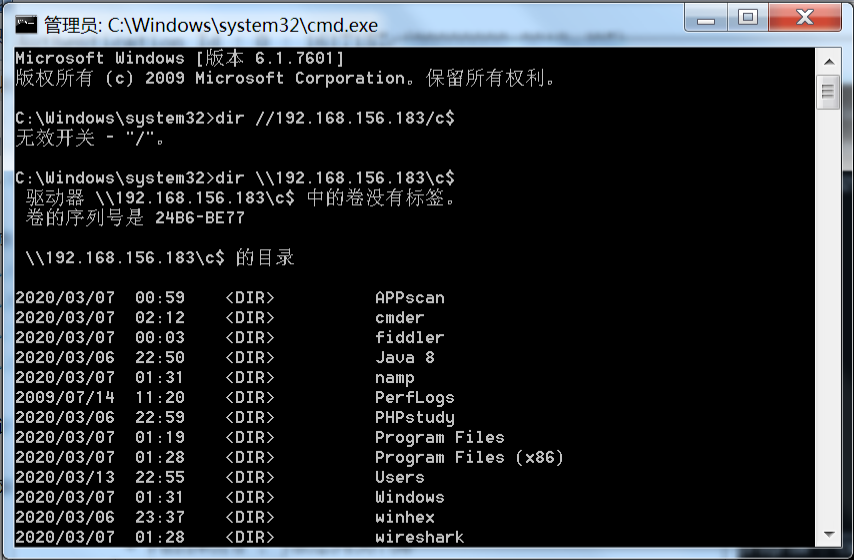 管理员: C:\Windows\system32\cmd.exe
Microsoft Windows [版本 6.1.7601]
版权所有 (c) 2009 Microsoft Corporation。保留所有权利。
C:\Windows\system32>dir //192.168.156.183/c$
无效开关 - "/"。
C:\Windows\system32>dir \\192.168.156.183\c$
驱动器 \\192.168.156.183\c$ 中的卷没有标签。
卷的序列号是 24B6-BE77
\\192.168.156.183\c$ 的目录
2020/03/07  00:59    <DIR>          APPscan
2020/03/07  02:12    <DIR>          cmder
2020/03/07  00:03    <DIR>          fiddler
2020/03/06  22:50    <DIR>          Java 8
2020/03/07  01:31    <DIR>          namp
2009/07/14  11:20    <DIR>          PerfLogs
2020/03/06  22:59    <DIR>          PHPstudy
2020/03/07  01:19    <DIR>          Program Files
2020/03/07  01:28    <DIR>          Program Files (x86)
2020/03/13  22:55    <DIR>          Users
2020/03/07  01:31    <DIR>          Windows
2020/03/06  23:37    <DIR>          winhex
2020/03/07  01:28    <DIR>          wireshark